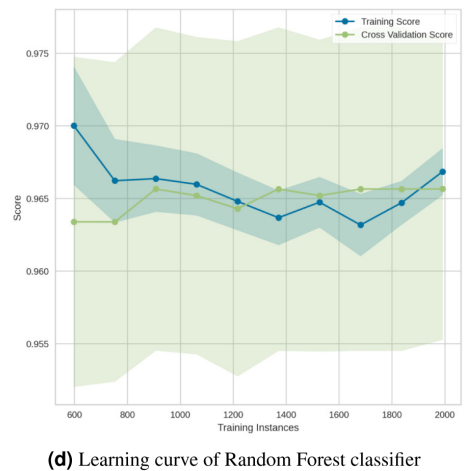 Training Score
Cross Validation Score
0.975
0.970
0.965
0.960
0.955
Score
600 800 1000 1200 1400 1600 1800 2000
Training Instances
(d) Learning curve of Random Forest classifier